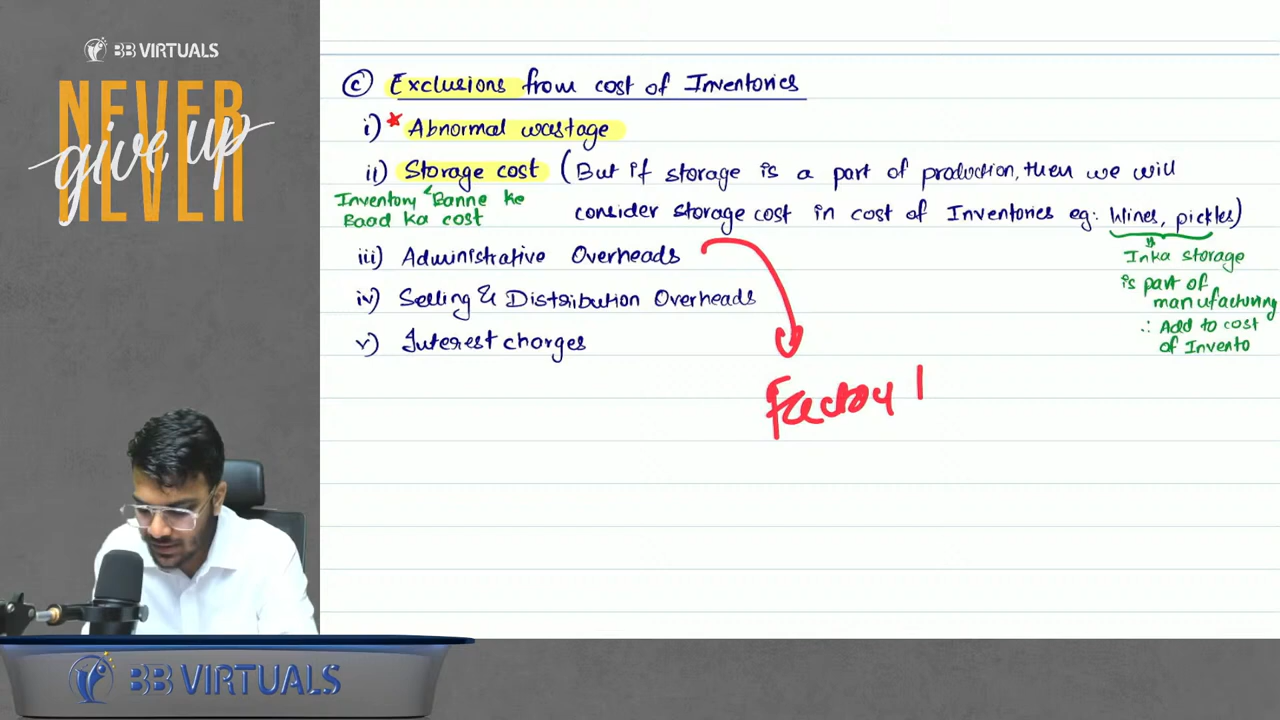 BB VIRTUALS
NEVER
give up
NEVER
© Exclusions from cost of Inventories
i) * Abnormal wastage
ii) Storage cost (But if storage is a part of production, then we will
Inventory Banne ke
Baad ka cost
consider storage cost in cost of Inventories eg: Wines, pickles)
iii) Administrative Overheads
Inka storage
is part of
manufacturing
∴ Add to cost
of Invento
iv) Selling & Distribution Overheads
v) Interest charges
Factory
BB VIRTUALS